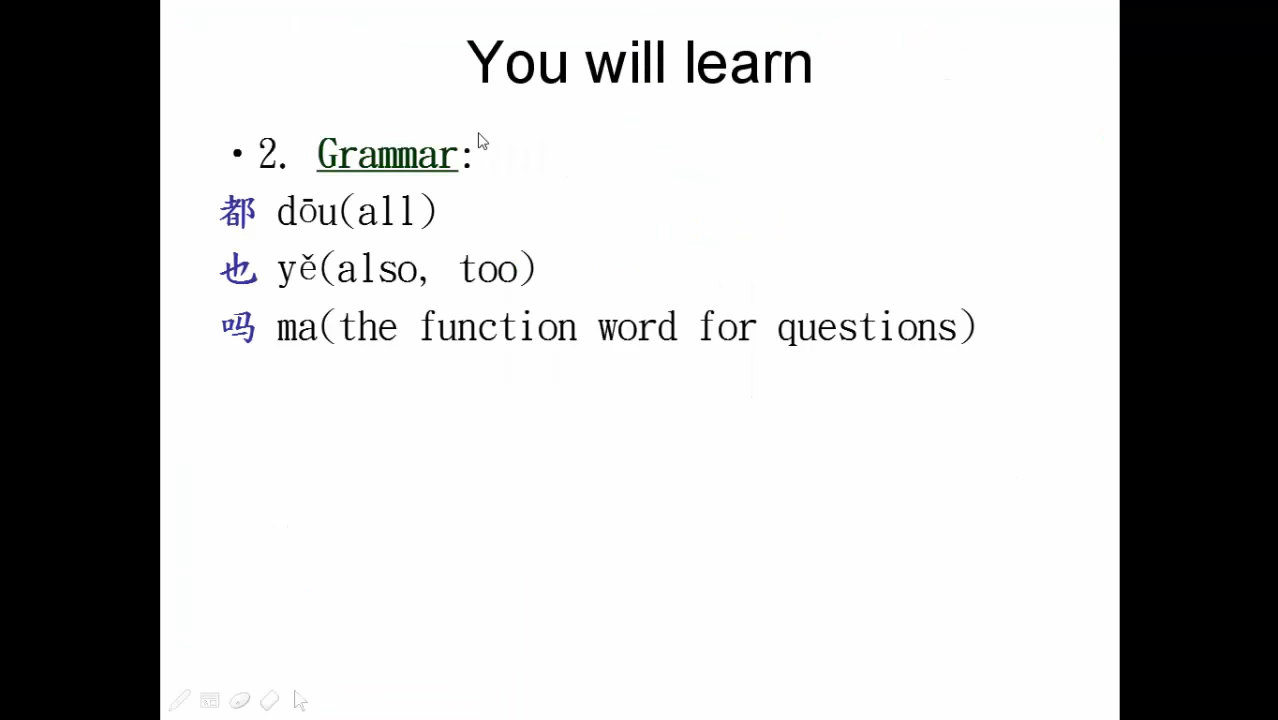 You will learn
• 2. Grammar:
都 dōu(all)
也 yě(also, too)
吗 ma(the function word for questions)